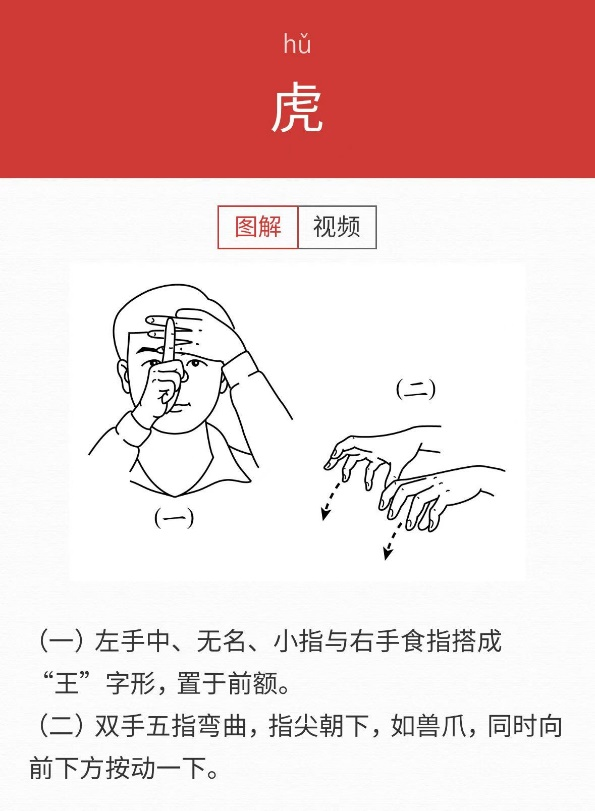 hǔ
虎
图解 视频
（二）
（一）
（一）左手中、无名、小指与右手食指搭成
“王”字形，置于前额。
（二）双手五指弯曲，指尖朝下，如兽爪，同时向
前下方按动一下。